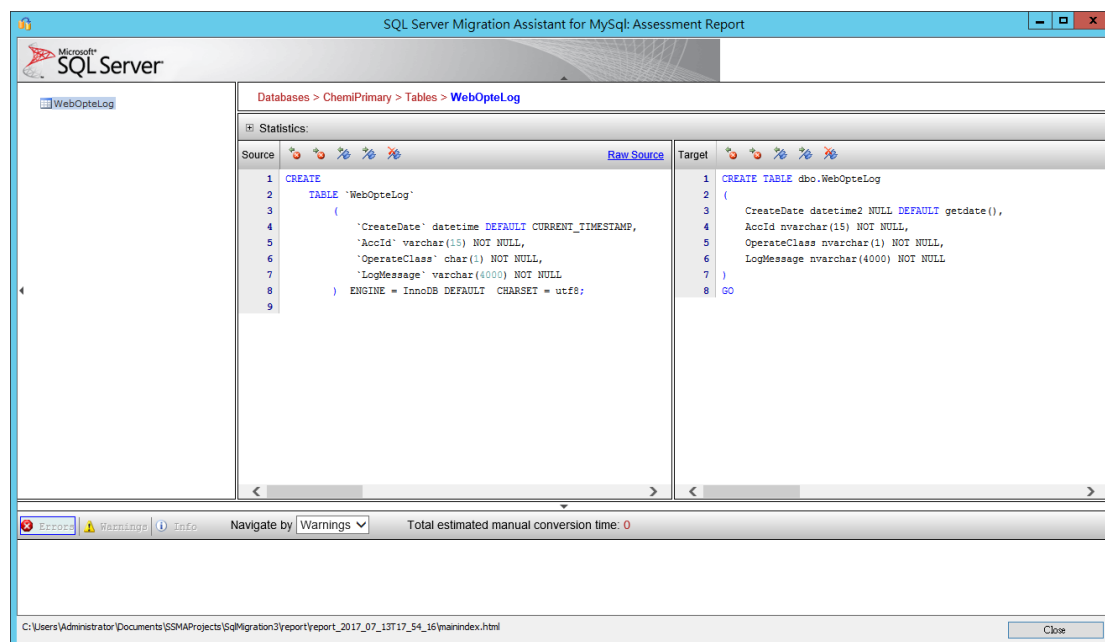 SQL Server Migration Assistant for MySql: Assessment Report
Microsoft®
SQL Server
WebOpteLog
Databases > ChemiPrimary > Tables > WebOpteLog
Statistics:
Source
Raw Source
1 CREATE
2 TABLE `WebOpteLog`
3 (
4 `CreateDate` datetime DEFAULT CURRENT_TIMESTAMP,
5 `AccId` varchar(15) NOT NULL,
6 `OperateClass` char(1) NOT NULL,
7 `LogMessage` varchar(4000) NOT NULL
8 ) ENGINE = InnoDB DEFAULT CHARSET = utf8;
9
Target
1 CREATE TABLE dbo.WebOpteLog
2 (
3 CreateDate datetime2 NULL DEFAULT getdate(),
4 AccId nvarchar(15) NOT NULL,
5 OperateClass nvarchar(1) NOT NULL,
6 LogMessage nvarchar(4000) NOT NULL
7 )
8 GO
Errors Warnings Info Navigate by Warnings Total estimated manual conversion time: 0
C:\Users\Administrator\Documents\SSMAProjects\SqlMigration3\report\report_2017_07_13T17_54_16\mainindex.html
Close